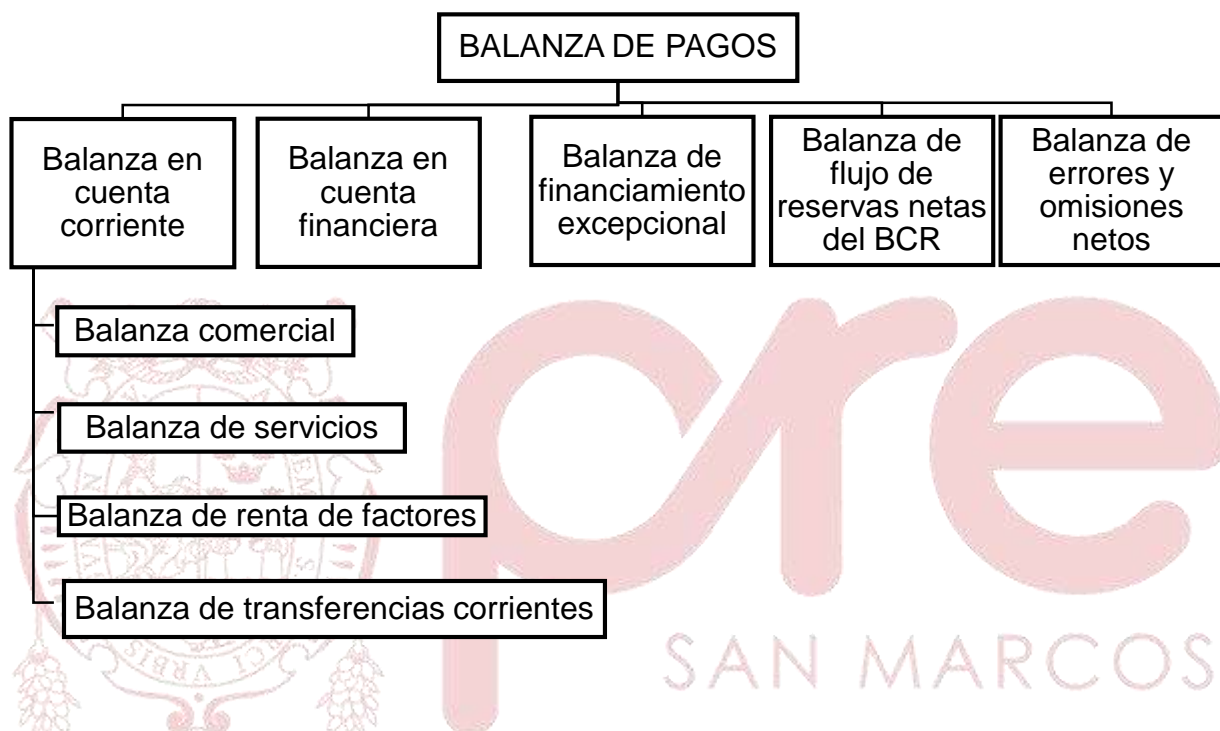 BALANZA DE PAGOS
Balanza en
cuenta
corriente
Balanza en
cuenta
financiera
Balanza de
financiamiento
excepcional
Balanza de
flujo de
reservas netas
del BCR
Balanza de
errores y
omisiones
netos
Balanza comercial
Balanza de servicios
Balanza de renta de factores
Balanza de transferencias corrientes
pre
SAN MARCOS